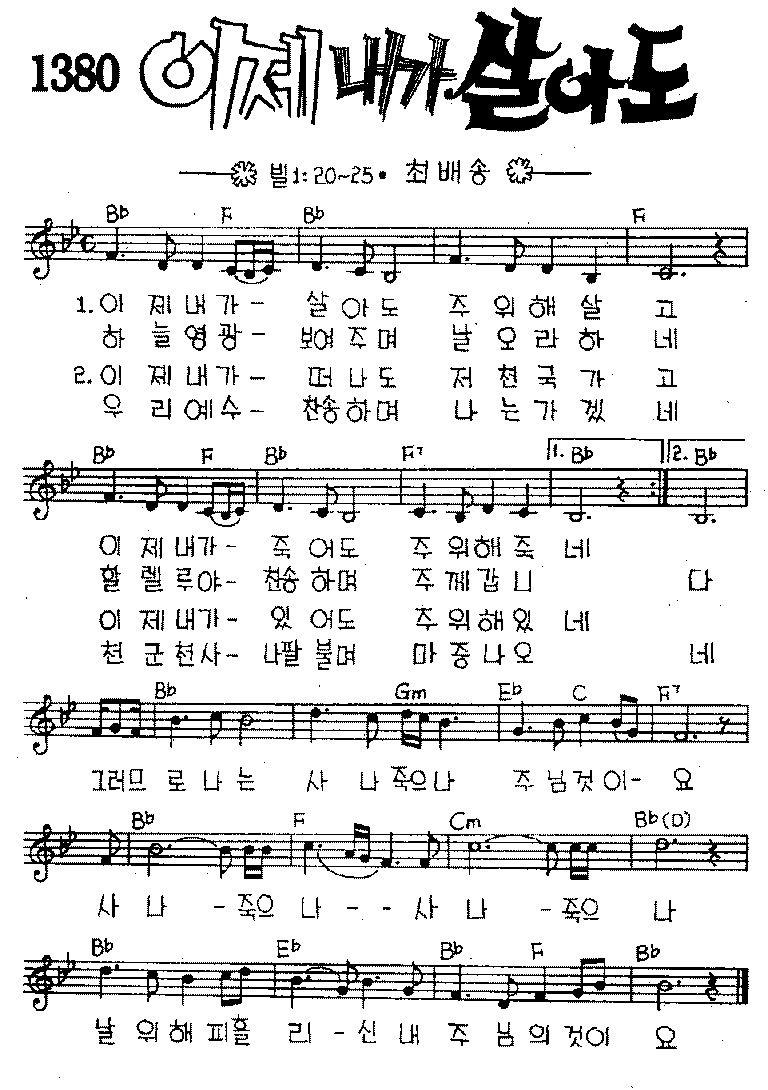 1380 이제 내가 살아도
빌1:20~25• 최배송
Bb F Bb F
1. 이 제 내 가 - 살 아 도 주 위 해 살 고
하 늘 영 광 - 보여 주 며 날 오 라 하 네
2. 이 제 내 가 - 떠 나 도 저 천 국 가 고
우 리 예 수 - 찬송하며 나 는 가 겠 네
Bb F Bb F7 1. Bb 2. Bb
이 제 내가 - 죽 어도 주 위해 죽 네
할 렐 루야 - 찬송 하며 주 께 갑 니 다
이 제 내가 - 있 어도 주 위해 있 네
천 군 천사 - 나팔 불며 마 중 나 오 네
Bb Gm Eb C F7
그러므 로 나 는 사 나 죽으나 주 님 것 이 - 요
Bb F Cm Bb(D)
사 나 - 죽으 나 - - 사 나 - 죽으 나
Bb Eb Bb F Bb
날 위 해 피흘 리 - 신 내 주 님 의 것이 요